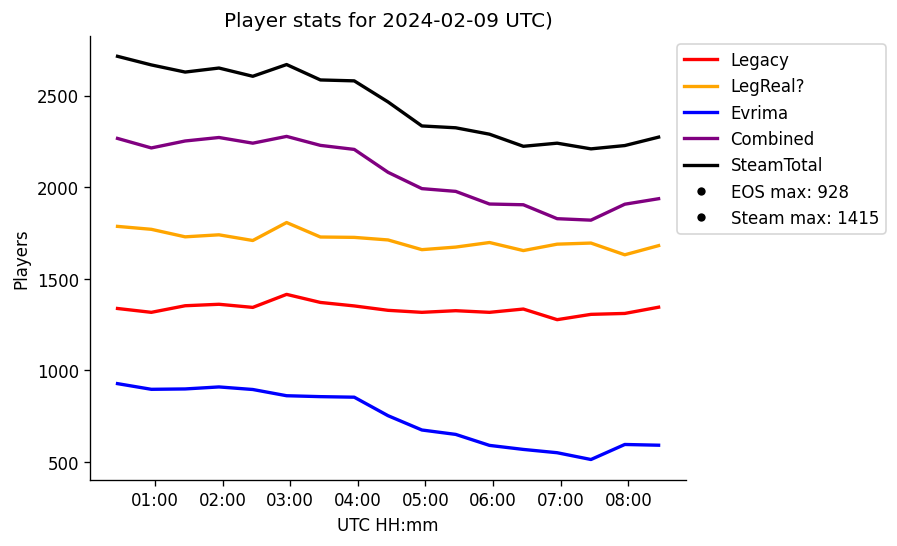 Player stats for 2024-02-09 UTC)
Legacy
LegReal?
Evrima
Combined
SteamTotal
EOS max: 928
Steam max: 1415
Players
2500
2000
1500
1000
500
01:00 02:00 03:00 04:00 05:00 06:00 07:00 08:00
UTC HH:mm